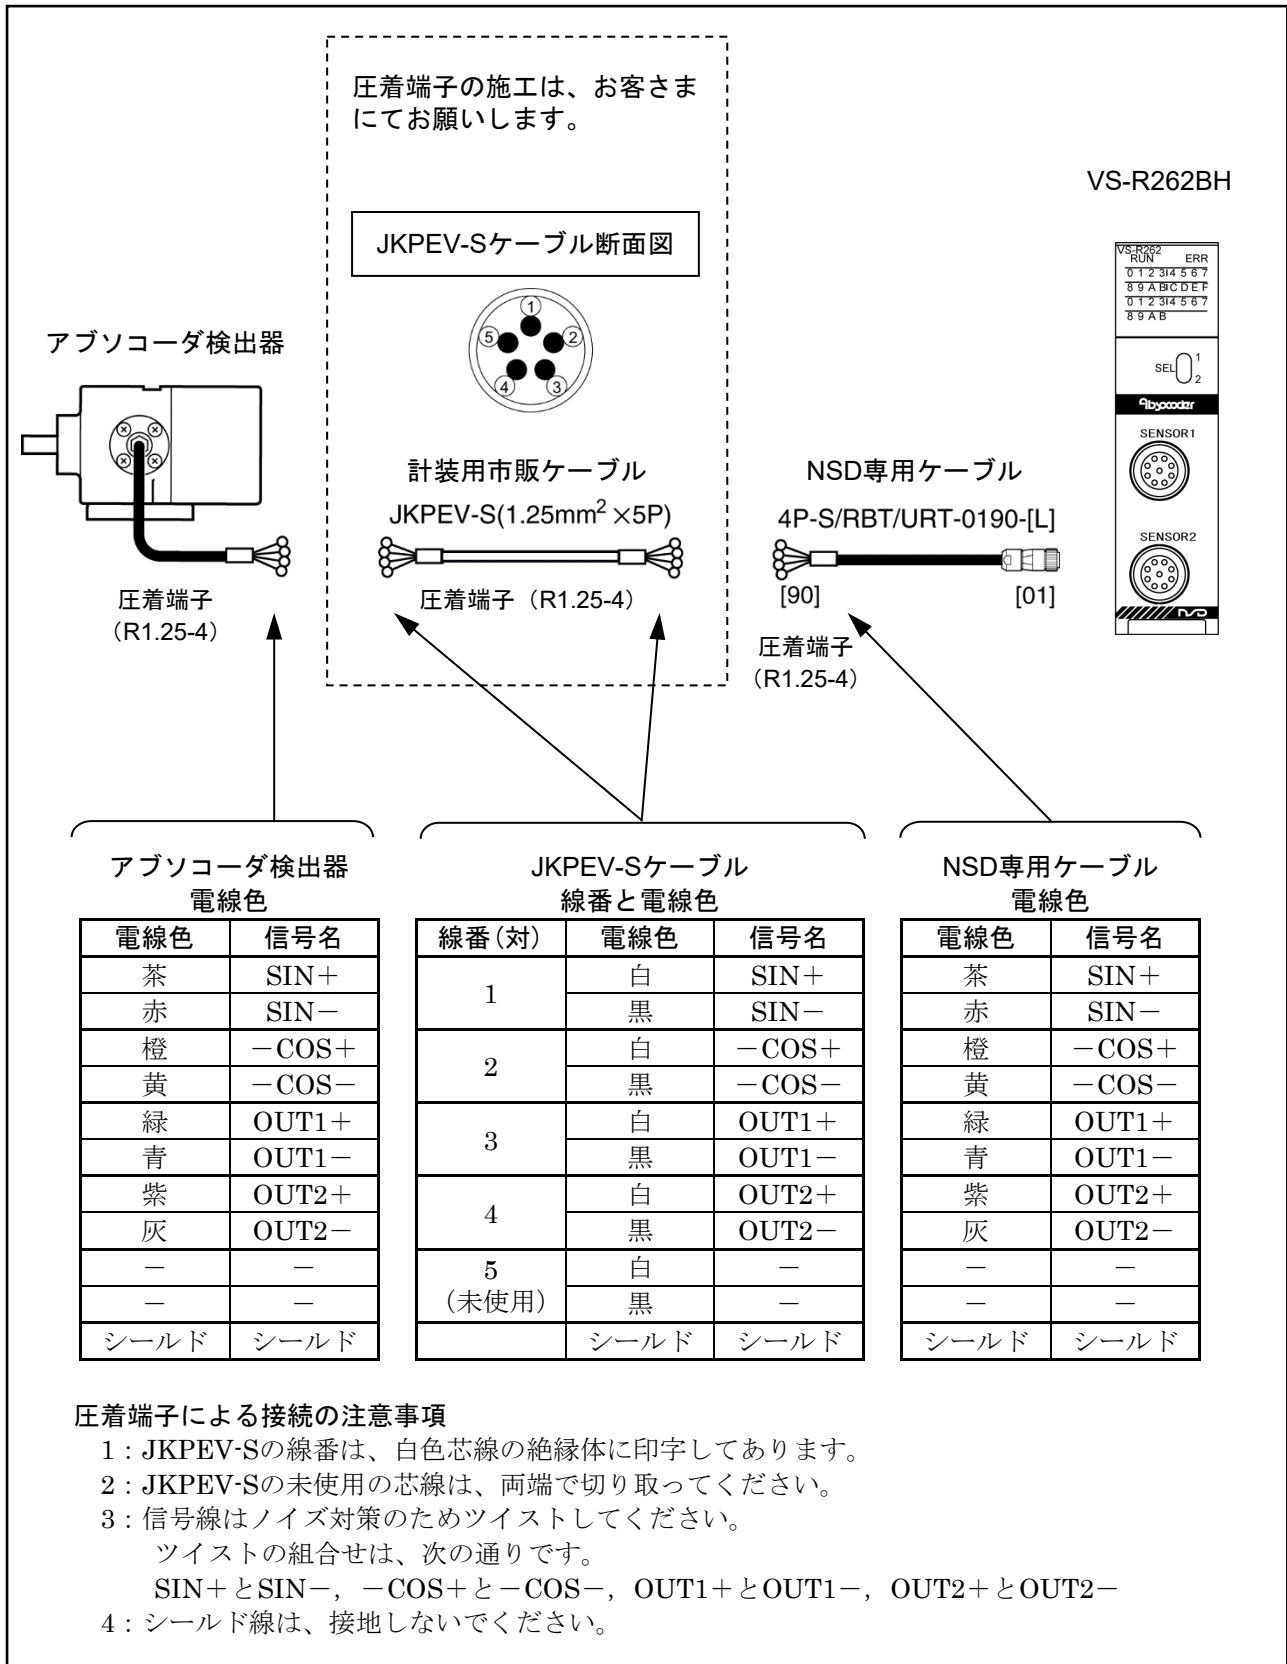 圧着端子の施工は、お客さま
にてお願いします。
JKPEV-Sケーブル断面図
1
5
2
4
3
VS-R262BH
VS-R262
RUN ERR
0 1 2 3 4 5 6 7
8 9 A B C D E F
0 1 2 3 4 5 6 7
8 9 A B
SEL
1
2
Absocoder
SENSOR1
SENSOR2
NSD
アブソコーダ検出器
圧着端子
（R1.25-4）
計装用市販ケーブル
JKPEV-S(1.25mm² ×5P)
圧着端子（R1.25-4）
NSD専用ケーブル
4P-S/RBT/URT-0190-[L]
[90] [01]
圧着端子
（R1.25-4）
アブソコーダ検出器
電線色
電線色 信号名
茶 SIN＋
赤 SIN－
橙 －COS＋
黄 －COS－
緑 OUT1＋
青 OUT1－
紫 OUT2＋
灰 OUT2－
－ －
－ －
シールド シールド
JKPEV-Sケーブル
線番と電線色
線番（対） 電線色 信号名
1 白 SIN＋
黒 SIN－
2 白 －COS＋
黒 －COS－
3 白 OUT1＋
黒 OUT1－
4 白 OUT2＋
黒 OUT2－
5 白 －
（未使用） 黒 －
シールド シールド
NSD専用ケーブル
電線色
電線色 信号名
茶 SIN＋
赤 SIN－
橙 －COS＋
黄 －COS－
緑 OUT1＋
青 OUT1－
紫 OUT2＋
灰 OUT2－
－ －
－ －
シールド シールド
圧着端子による接続の注意事項
1：JKPEV-Sの線番は、白色芯線の絶縁体に印字してあります。
2：JKPEV-Sの未使用の芯線は、両端で切り取ってください。
3：信号線はノイズ対策のためツイストしてください。
ツイストの組合せは、次の通りです。
SIN＋とSIN－，－COS＋と－COS－，OUT1＋とOUT1－，OUT2＋とOUT2－
4：シールド線は、接地しないでください。